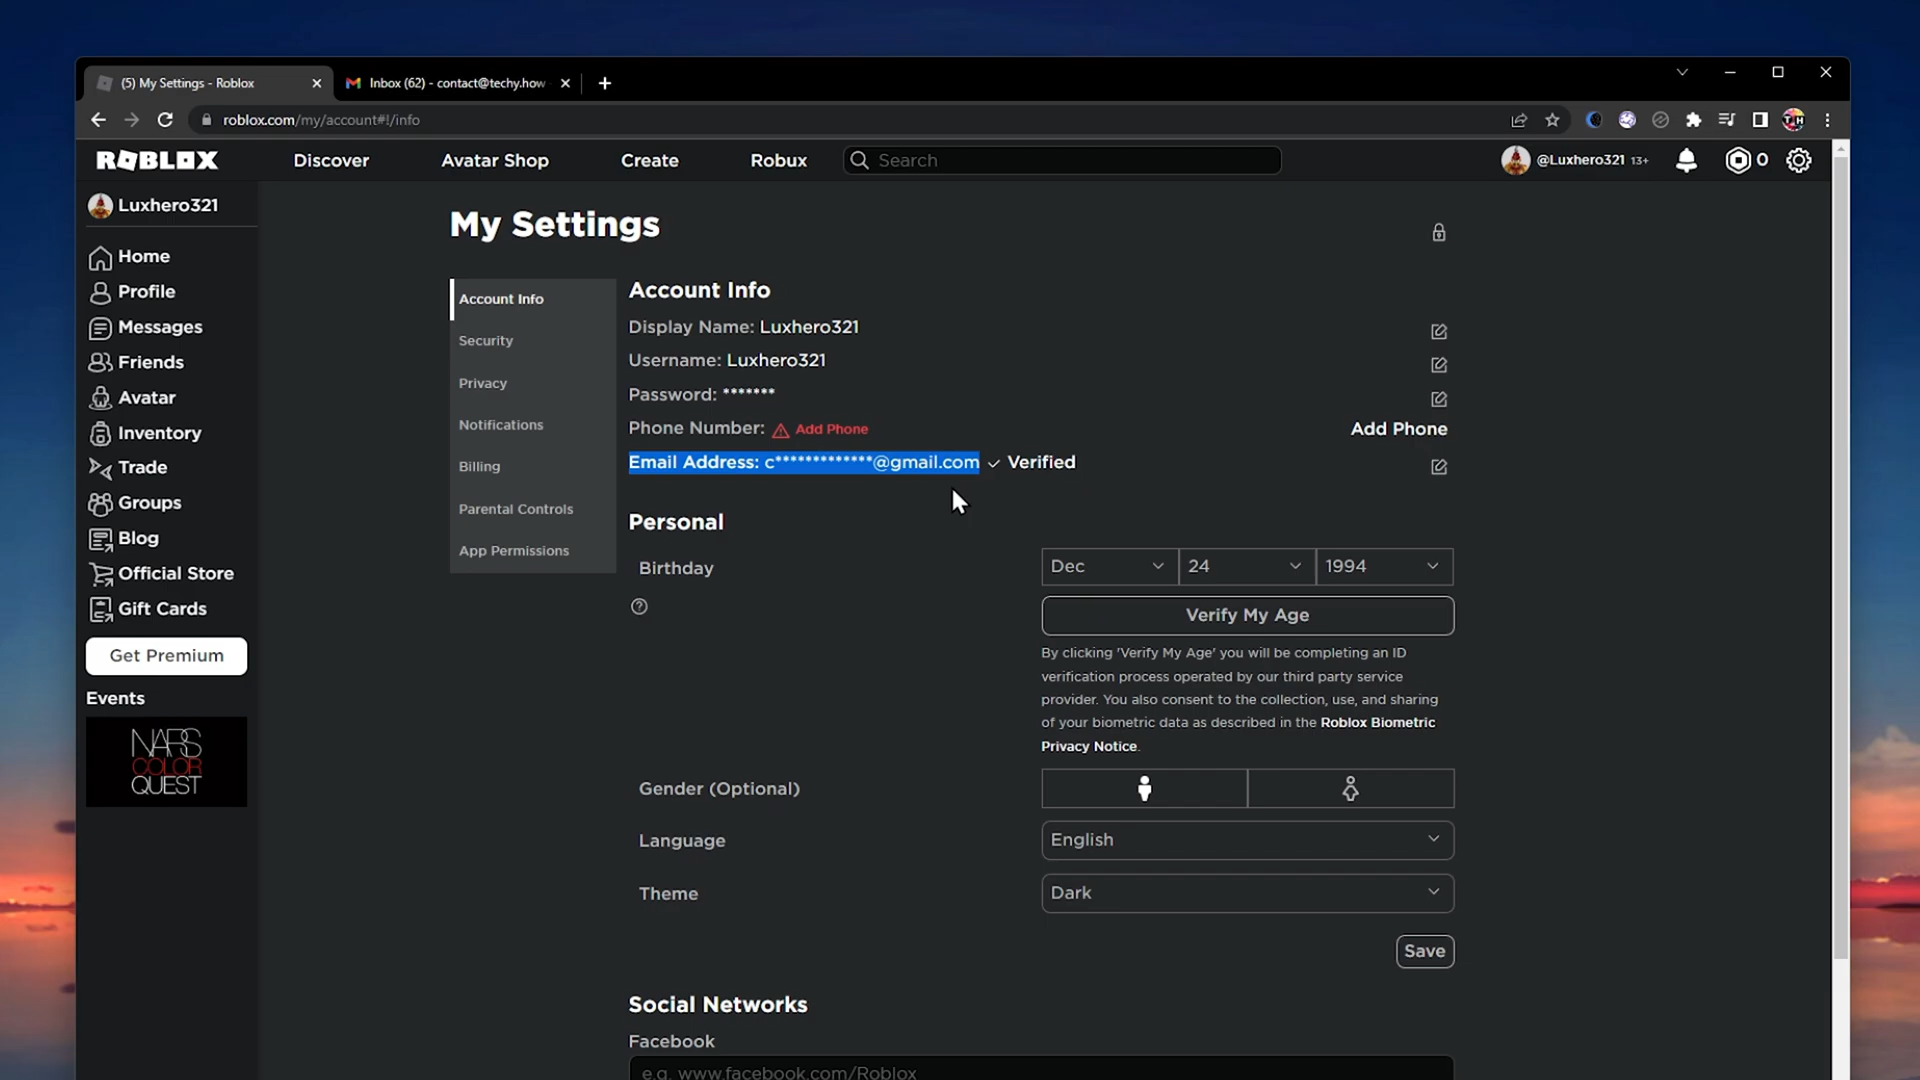 (5) My Settings - Roblox
Inbox (62) - contact@techy.how
roblox.com/my/account#!/info
ROBLOX
Discover
Avatar Shop
Create
Robux
Search
@Luxhero321 13+
0
Luxhero321
Home
Profile
Messages
Friends
Avatar
Inventory
Trade
Groups
Blog
Official Store
Gift Cards
Get Premium
Events
NARS
COLOR
QUEST
My Settings
Account Info
Security
Privacy
Notifications
Billing
Parental Controls
App Permissions
Account Info
Display Name: Luxhero321
Username: Luxhero321
Password: *******
Phone Number: Add Phone
Add Phone
Email Address: c*************@gmail.com Verified
Personal
Birthday
Dec
24
1994
Verify My Age
By clicking 'Verify My Age' you will be completing an ID
verification process operated by our third party service
provider. You also consent to the collection, use, and sharing
of your biometric data as described in the Roblox Biometric
Privacy Notice.
Gender (Optional)
Language
English
Theme
Dark
Save
Social Networks
Facebook
e.g. www.facebook.com/Roblox